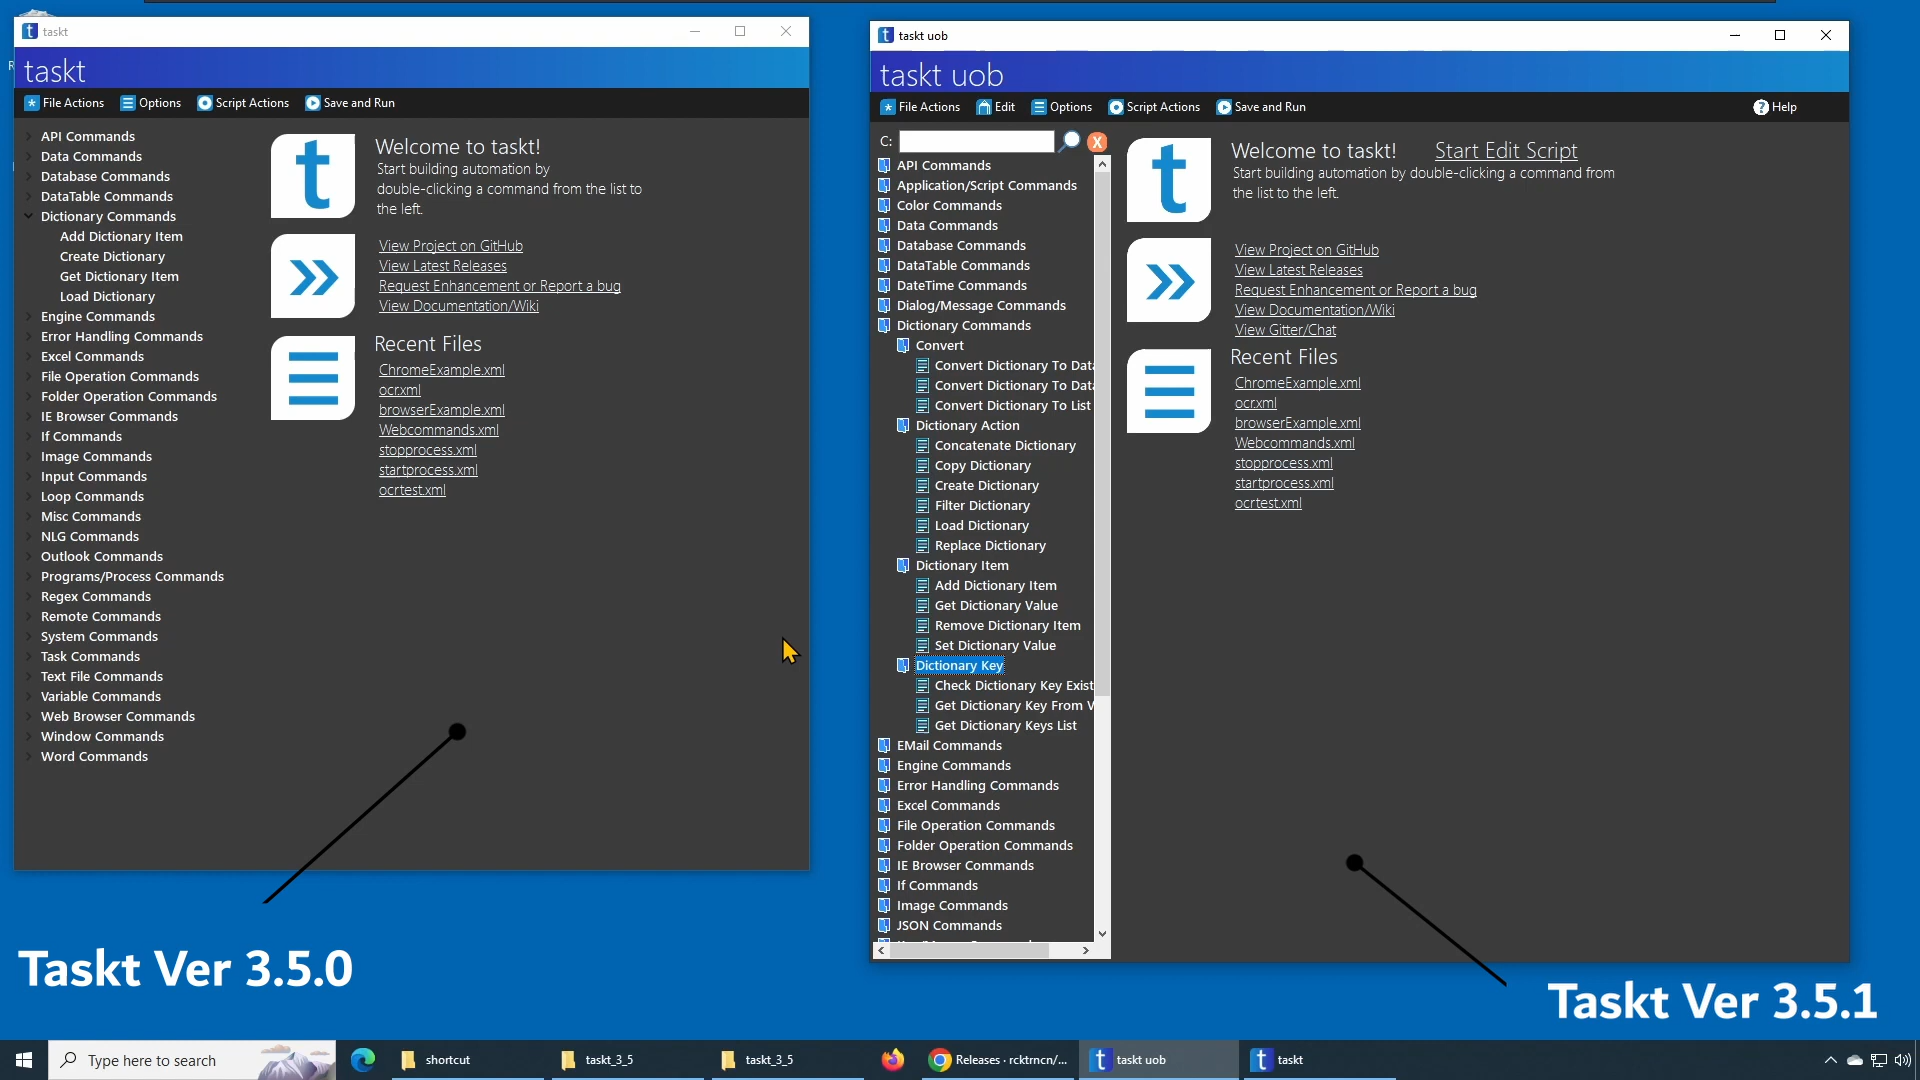 taskt
taskt
File Actions
Options
Script Actions
Save and Run
API Commands
Data Commands
Database Commands
DataTable Commands
Dictionary Commands
Add Dictionary Item
Create Dictionary
Get Dictionary Item
Load Dictionary
Engine Commands
Error Handling Commands
Excel Commands
File Operation Commands
Folder Operation Commands
IE Browser Commands
If Commands
Image Commands
Input Commands
Loop Commands
Misc Commands
NLG Commands
Outlook Commands
Programs/Process Commands
Regex Commands
Remote Commands
System Commands
Task Commands
Text File Commands
Variable Commands
Web Browser Commands
Window Commands
Word Commands
Welcome to taskt!
Start building automation by
double-clicking a command from the list to
the left.
View Project on GitHub
View Latest Releases
Request Enhancement or Report a bug
View Documentation/Wiki
Recent Files
ChromeExample.xml
ocr.xml
browserExample.xml
Webcommands.xml
stopprocess.xml
startprocess.xml
ocrtest.xml
Taskt Ver 3.5.0
taskt uob
taskt uob
File Actions
Edit
Options
Script Actions
Save and Run
Help
C:
API Commands
Application/Script Commands
Color Commands
Data Commands
Database Commands
DataTable Commands
DateTime Commands
Dialog/Message Commands
Dictionary Commands
Convert
Convert Dictionary To Data
Convert Dictionary To Data
Convert Dictionary To List
Dictionary Action
Concatenate Dictionary
Copy Dictionary
Create Dictionary
Filter Dictionary
Load Dictionary
Replace Dictionary
Dictionary Item
Add Dictionary Item
Get Dictionary Value
Remove Dictionary Item
Set Dictionary Value
Dictionary Key
Check Dictionary Key Exist
Get Dictionary Key From V
Get Dictionary Keys List
EMail Commands
Engine Commands
Error Handling Commands
Excel Commands
File Operation Commands
Folder Operation Commands
IE Browser Commands
If Commands
Image Commands
JSON Commands
Welcome to taskt!
Start Edit Script
Start building automation by double-clicking a command from
the list to the left.
View Project on GitHub
View Latest Releases
Request Enhancement or Report a bug
View Documentation/Wiki
View Gitter/Chat
Recent Files
ChromeExample.xml
ocr.xml
browserExample.xml
Webcommands.xml
stopprocess.xml
startprocess.xml
ocrtest.xml
Taskt Ver 3.5.1
Type here to search
shortcut
taskt_3_5
taskt_3_5
Releases · rcktrncn/...
taskt uob
taskt